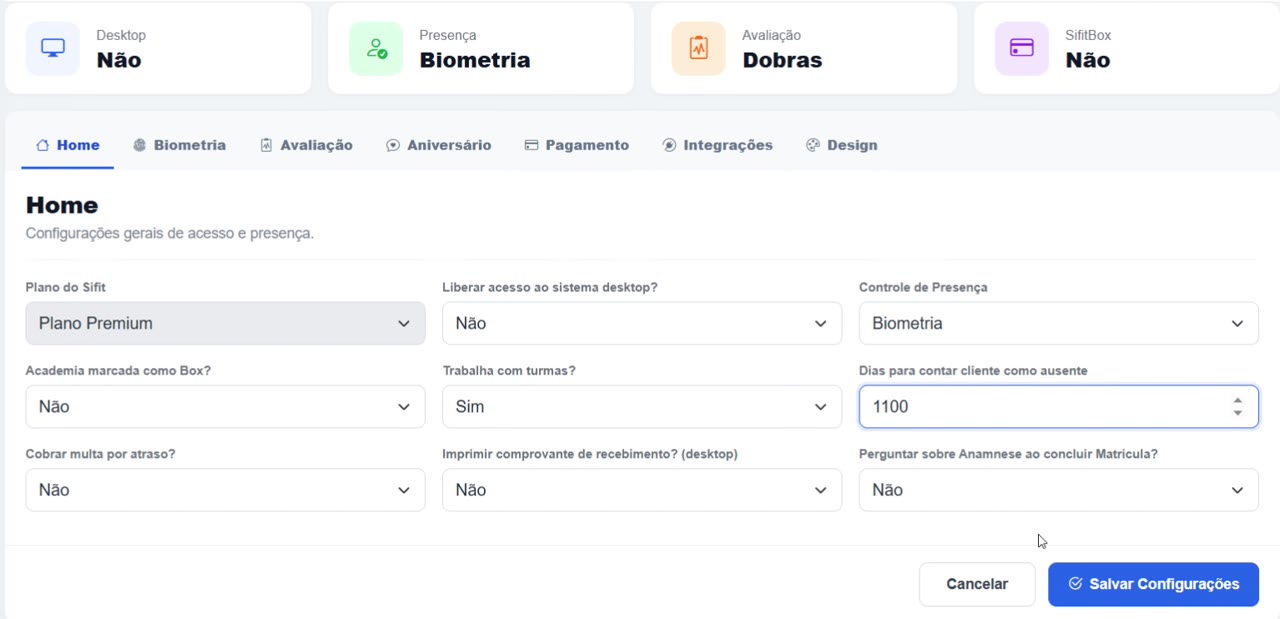 Desktop
Não
Presença
Biometria
Avaliação
Dobras
SifitBox
Não
Home Biometria Avaliação Aniversário Pagamento Integrações Design
Home
Configurações gerais de acesso e presença.
Plano do Sifit
Plano Premium
Liberar acesso ao sistema desktop?
Não
Controle de Presença
Biometria
Academia marcada como Box?
Não
Trabalha com turmas?
Sim
Dias para contar cliente como ausente
1100
Cobrar multa por atraso?
Não
Imprimir comprovante de recebimento? (desktop)
Não
Perguntar sobre Anamnese ao concluir Matricula?
Não
Cancelar
Salvar Configurações